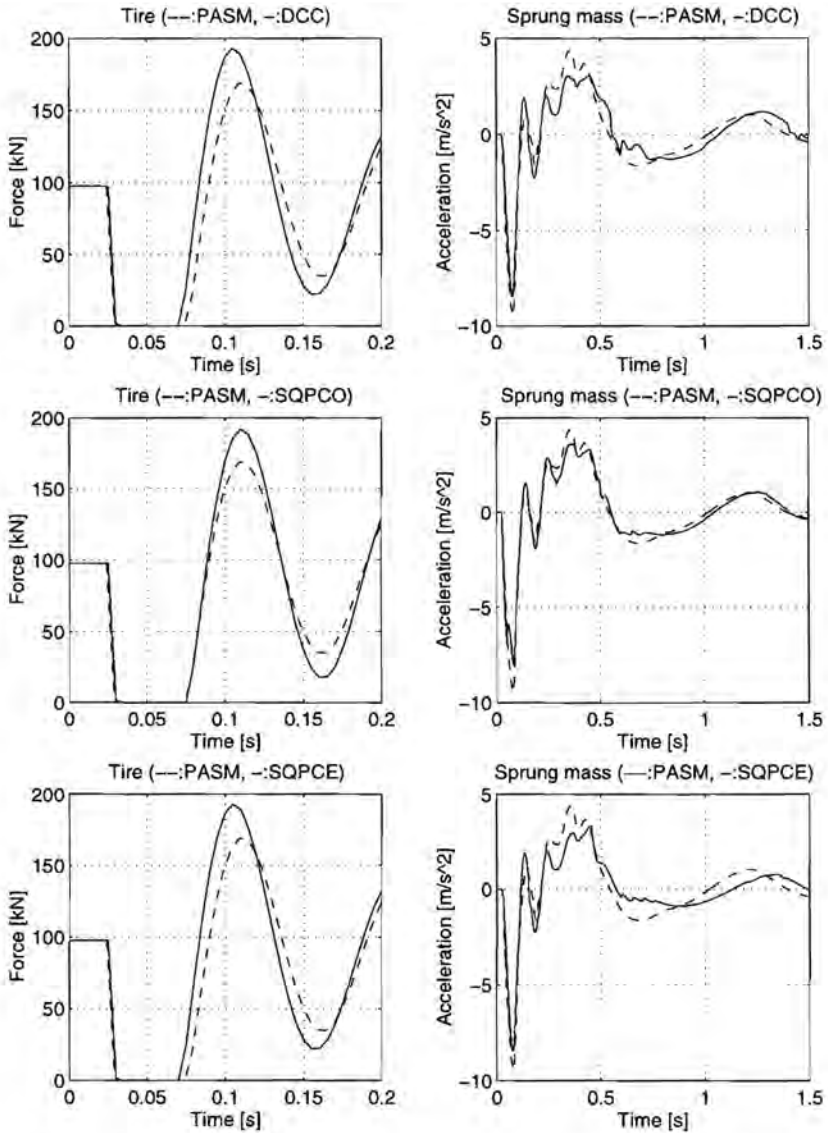 Tire (−−:PASM, −:DCC)
200
150
100
50
0
Force [kN]
0 0.05 0.1 0.15 0.2
Time [s]
Sprung mass (−−:PASM, −:DCC)
5
0
−5
−10
Acceleration [m/s^2]
0 0.5 1 1.5
Time [s]
Tire (−−:PASM, −:SQPCO)
200
150
100
50
0
Force [kN]
0 0.05 0.1 0.15 0.2
Time [s]
Sprung mass (−−:PASM, −:SQPCO)
5
0
−5
−10
Acceleration [m/s^2]
0 0.5 1 1.5
Time [s]
Tire (−−:PASM, −:SQPCE)
200
150
100
50
0
Force [kN]
0 0.05 0.1 0.15 0.2
Time [s]
Sprung mass (−−:PASM, −:SQPCE)
5
0
−5
−10
Acceleration [m/s^2]
0 0.5 1 1.5
Time [s]